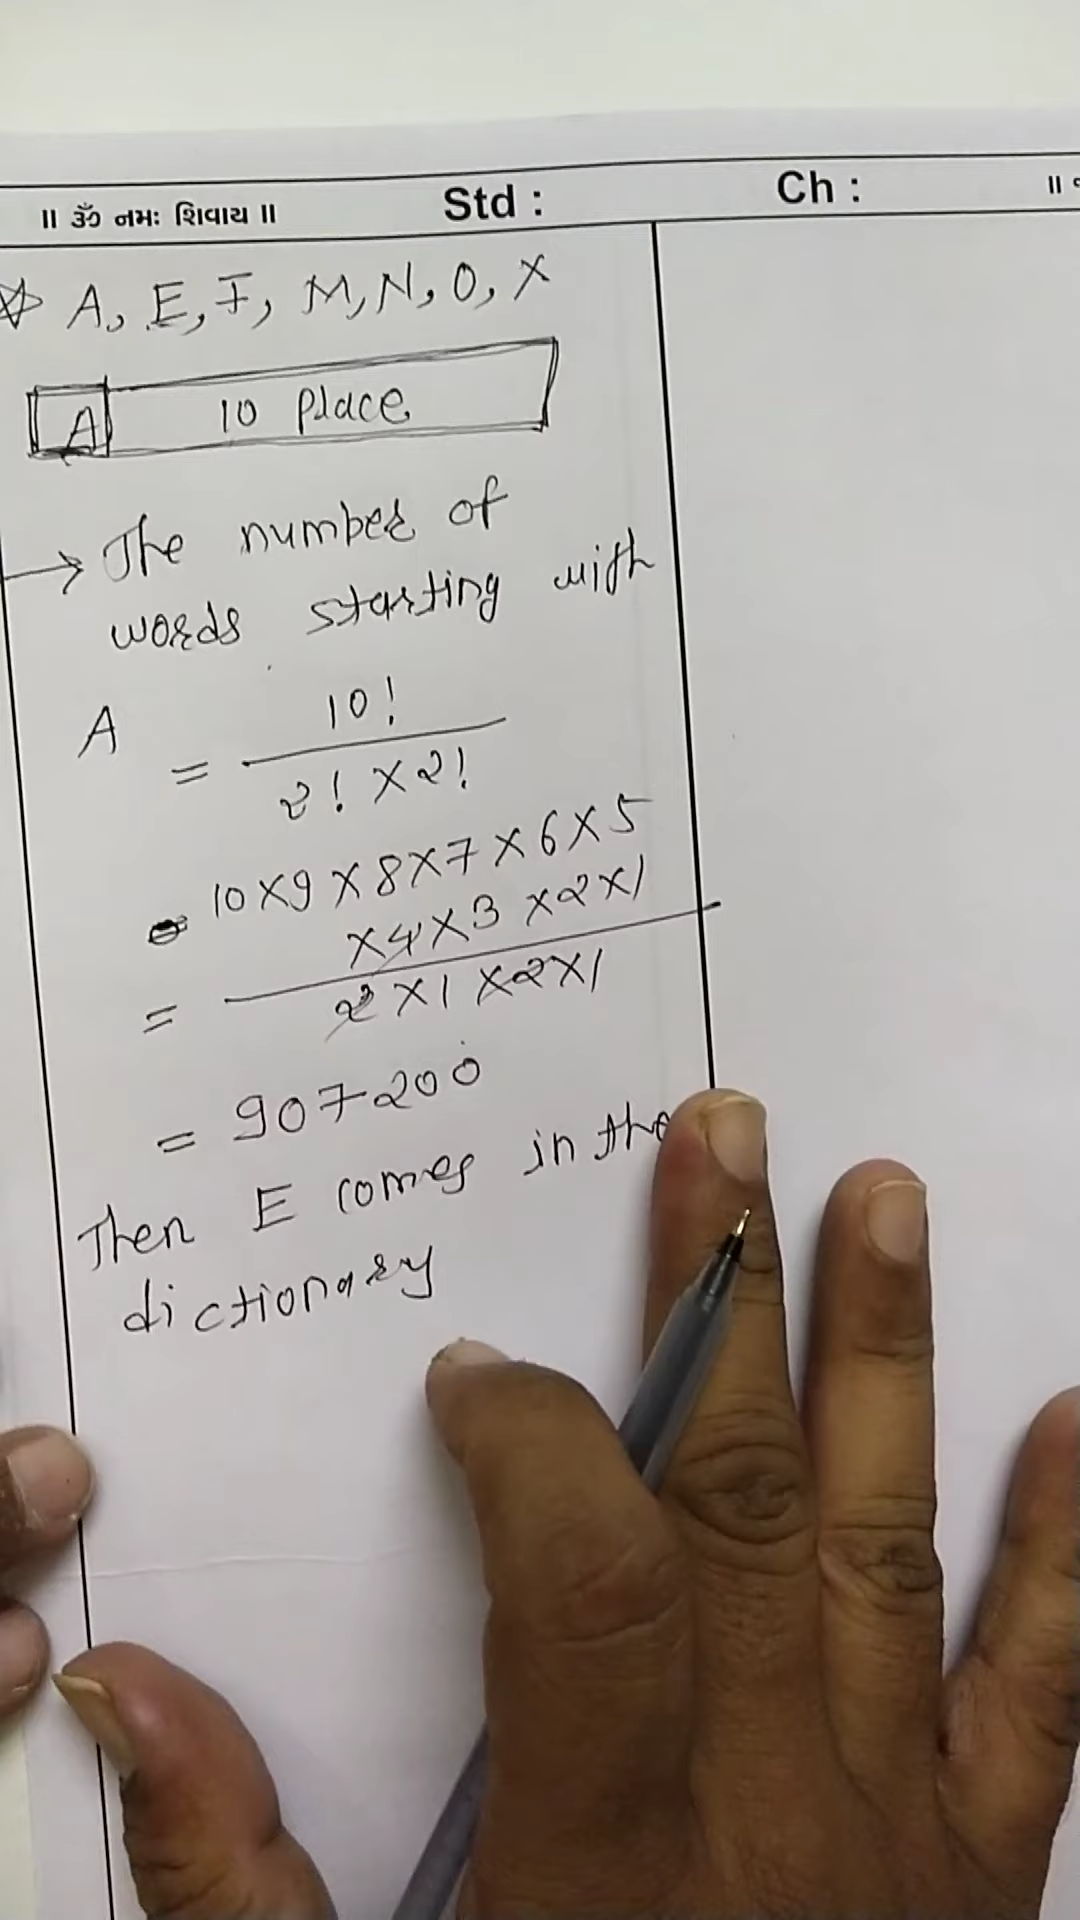 ॥ ૐ નમઃ શિવાય ॥ Std : Ch : ॥
A, E, I, M, N, O, X
A 10 place
→ The number of
words starting with
A = 10! / 2! × 2!
= 10 × 9 × 8 × 7 × 6 × 5
× 4 × 3 × 2 × 1
2 × 1 × 2 × 1
= 907200
Then E comes in the
dictionary